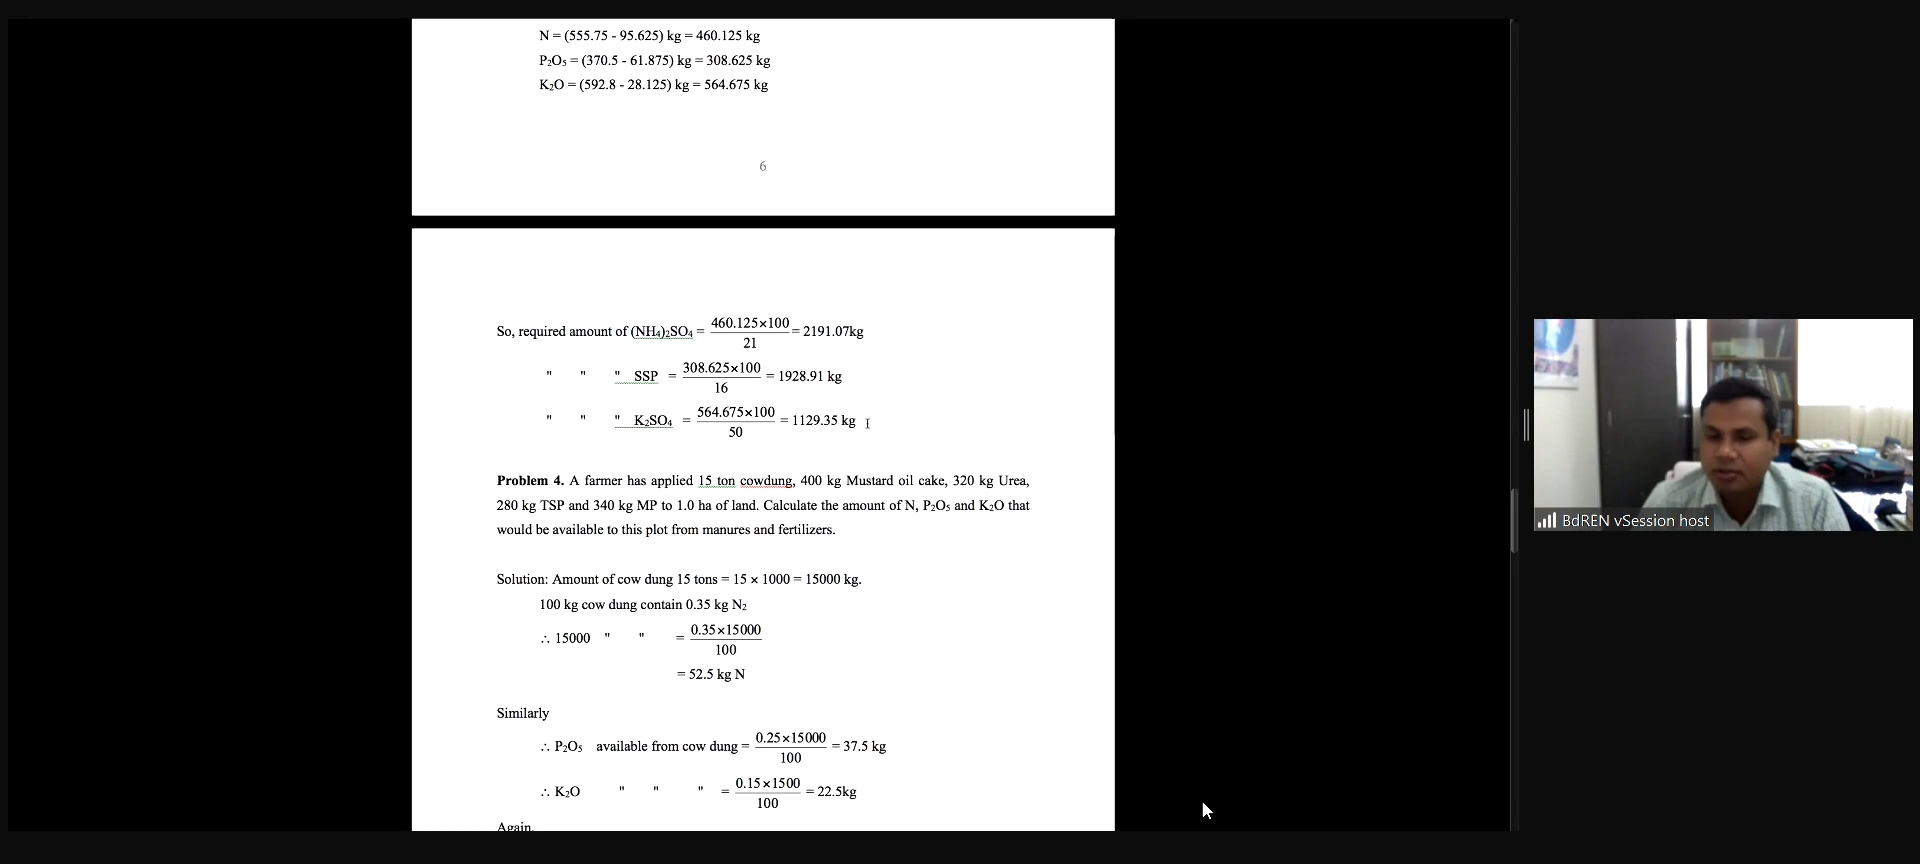 N = (555.75 - 95.625) kg = 460.125 kg
P₂O₅ = (370.5 - 61.875) kg = 308.625 kg
K₂O = (592.8 - 28.125) kg = 564.675 kg
6
So, required amount of (NH₄)₂SO₄ = 460.125×100/21 = 2191.07kg
" " " SSP = 308.625×100/16 = 1928.91 kg
" " " K₂SO₄ = 564.675×100/50 = 1129.35 kg
Problem 4. A farmer has applied 15 ton cowdung, 400 kg Mustard oil cake, 320 kg Urea,
280 kg TSP and 340 kg MP to 1.0 ha of land. Calculate the amount of N, P₂O₅ and K₂O that
would be available to this plot from manures and fertilizers.
Solution: Amount of cow dung 15 tons = 15 × 1000 = 15000 kg.
100 kg cow dung contain 0.35 kg N₂
∴ 15000 " " = 0.35×15000/100
= 52.5 kg N
Similarly
∴ P₂O₅ available from cow dung = 0.25×15000/100 = 37.5 kg
∴ K₂O " " " = 0.15×1500/100 = 22.5kg
Again,
BdREN vSession host